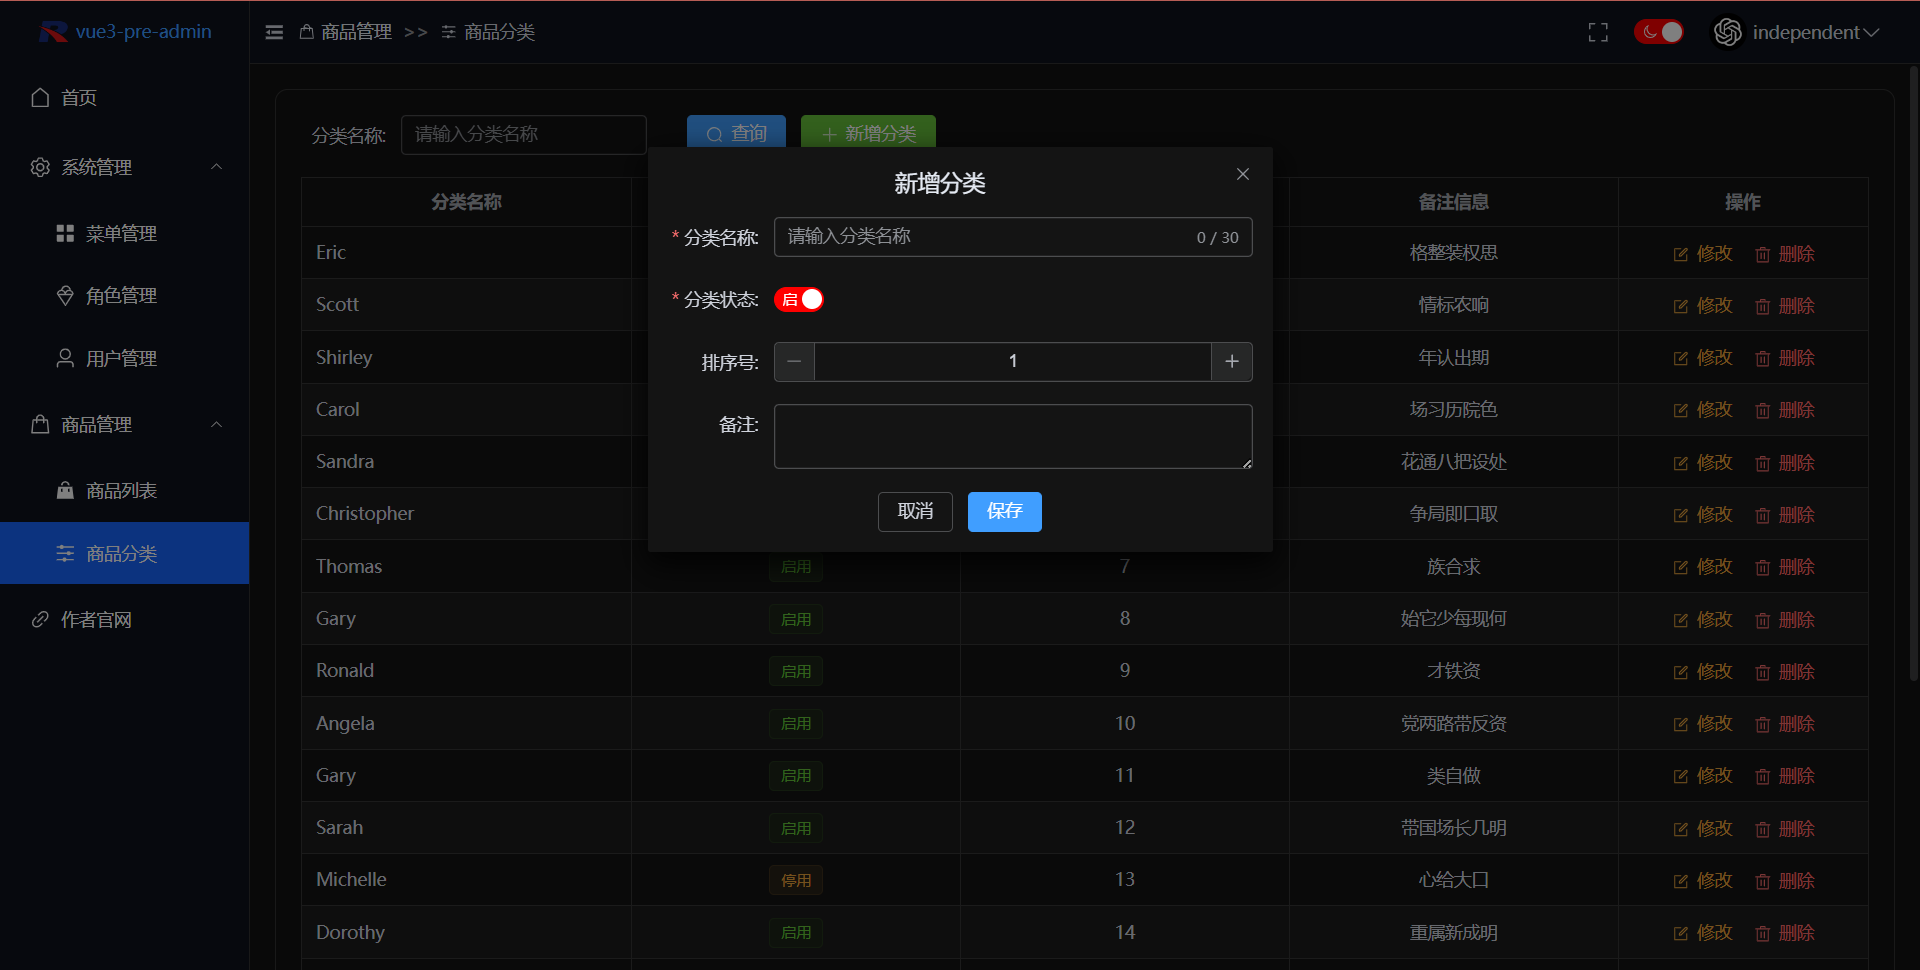 vue3-pre-admin
商品管理 >> 商品分类
independent
首页
系统管理
菜单管理
角色管理
用户管理
商品管理
商品列表
商品分类
作者官网
分类名称: 请输入分类名称 查询 新增分类
新增分类
* 分类名称: 请输入分类名称 0 / 30
* 分类状态: 启
排序号: 1
备注:
取消 保存
分类名称 备注信息 操作
Eric 格整装权思 修改 删除
Scott 情标农响 修改 删除
Shirley 年认出期 修改 删除
Carol 场习历院色 修改 删除
Sandra 花通八把设处 修改 删除
Christopher 争局即口取 修改 删除
Thomas 启用 7 族合求 修改 删除
Gary 启用 8 始它少每现何 修改 删除
Ronald 启用 9 才铁资 修改 删除
Angela 启用 10 党两路带反资 修改 删除
Gary 启用 11 类自做 修改 删除
Sarah 启用 12 带国场长几明 修改 删除
Michelle 停用 13 心给大口 修改 删除
Dorothy 启用 14 重属新成明 修改 删除